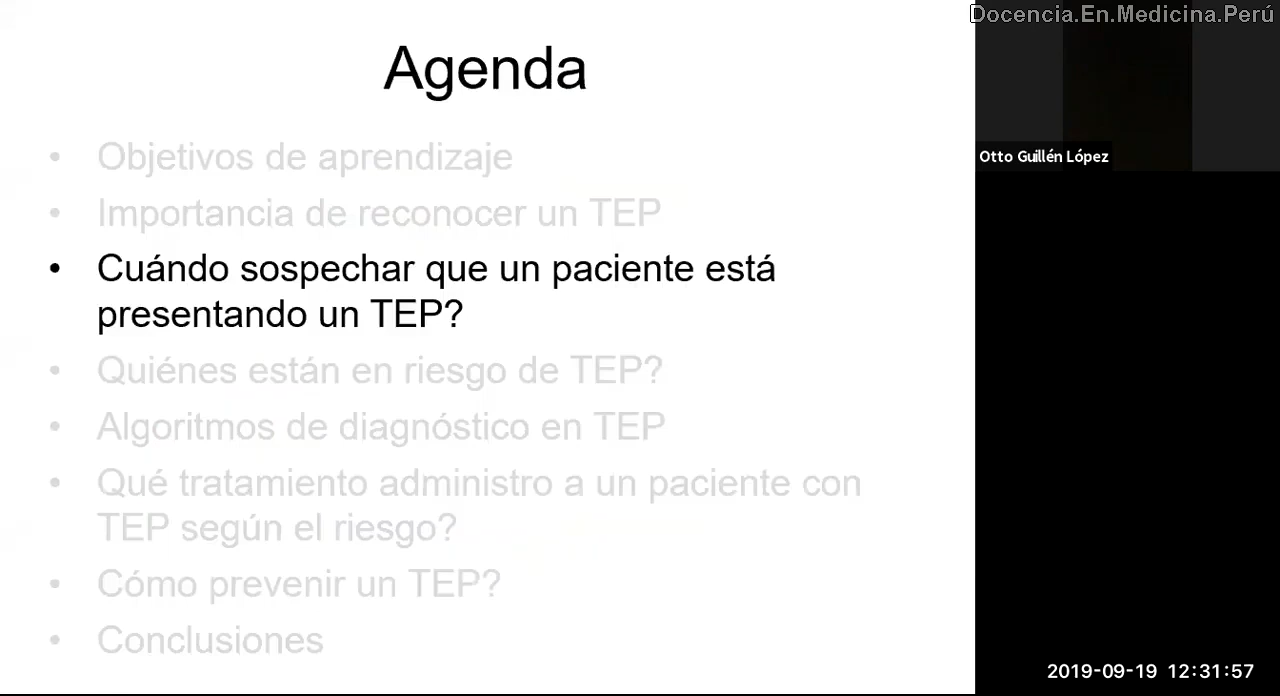 Docencia.En.Medicina.Perú
Agenda
• Objetivos de aprendizaje
• Importancia de reconocer un TEP
• Cuándo sospechar que un paciente está
presentando un TEP?
• Quiénes están en riesgo de TEP?
• Algoritmos de diagnóstico en TEP
• Qué tratamiento administro a un paciente con
TEP según el riesgo?
• Cómo prevenir un TEP?
• Conclusiones
Otto Guillén López
2019-09-19 12:31:57